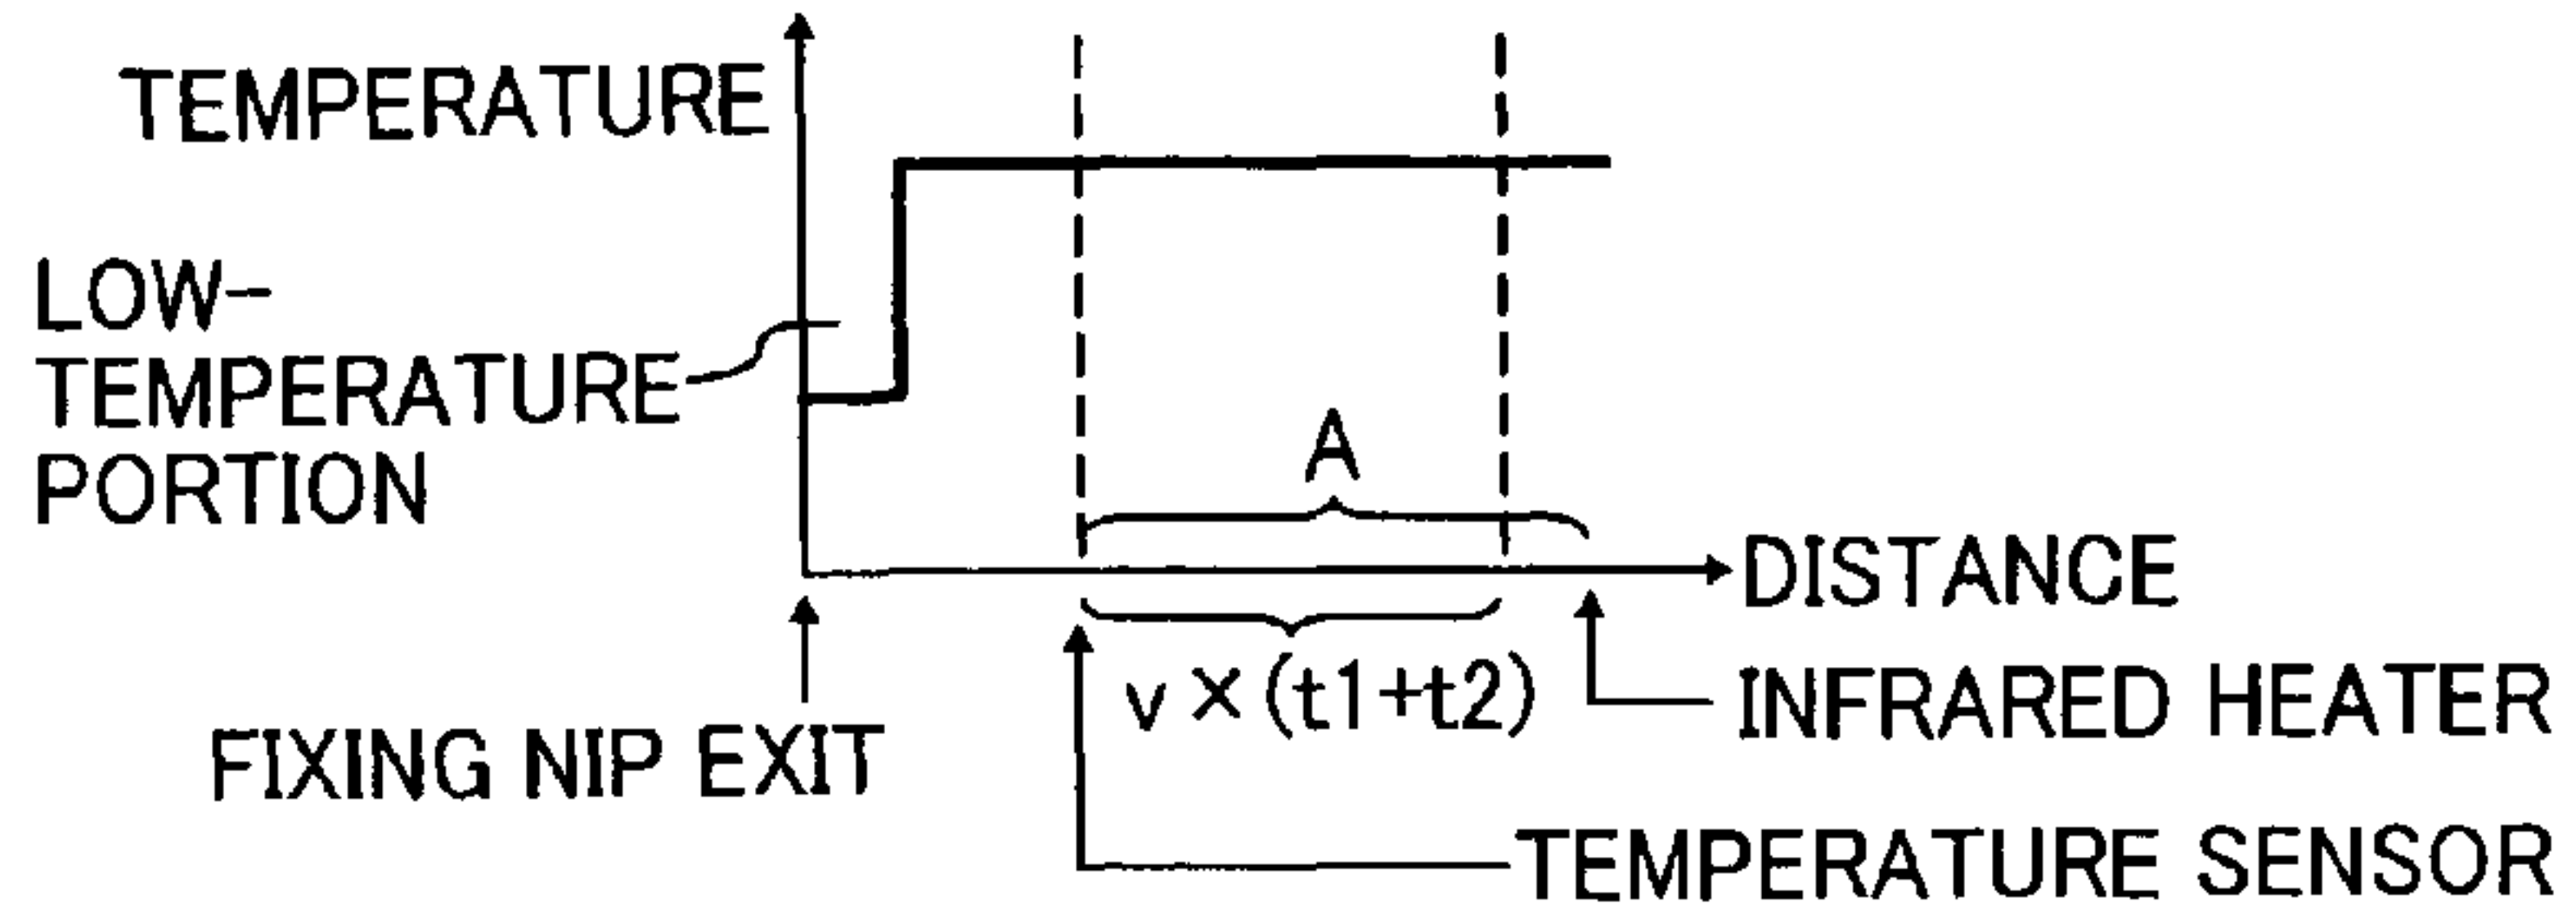 TEMPERATURE
LOW-
TEMPERATURE
PORTION
A
DISTANCE
v×(t1+t2)
INFRARED HEATER
FIXING NIP EXIT
TEMPERATURE SENSOR